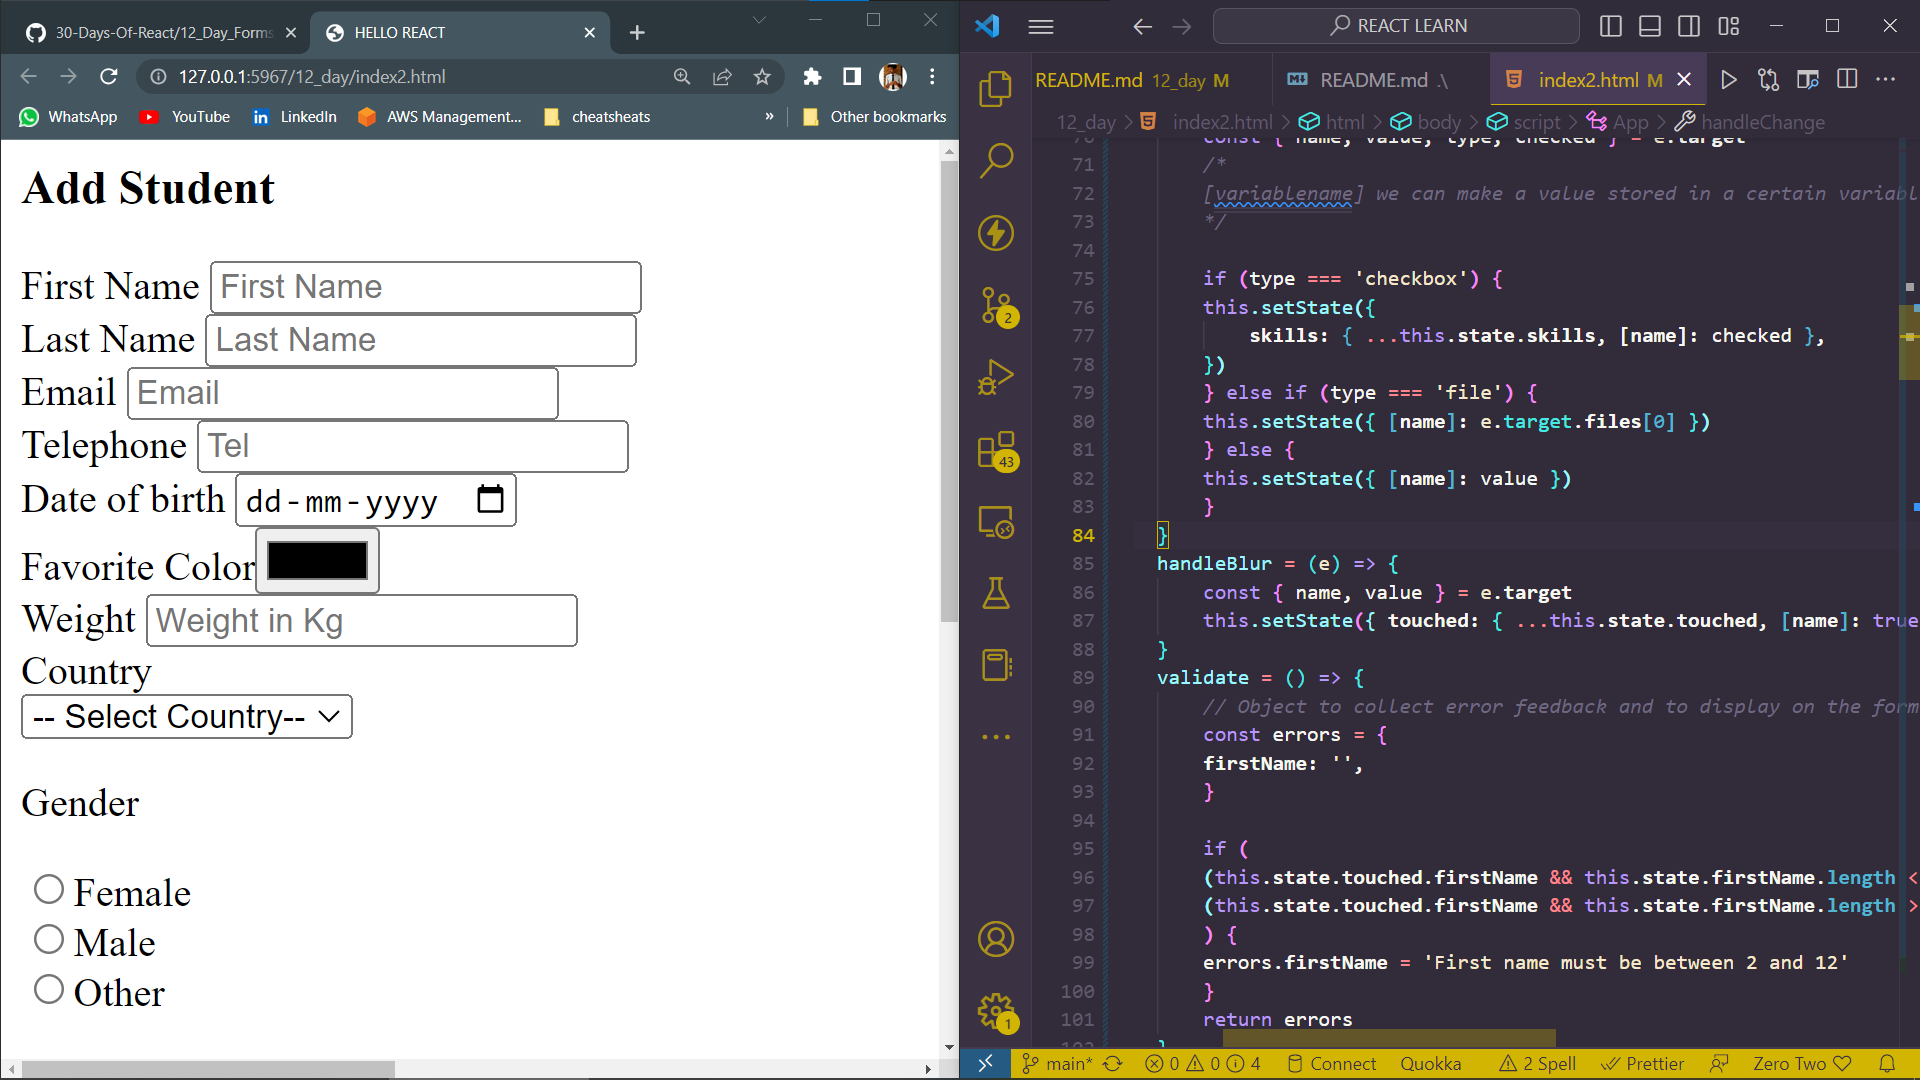 30-Days-Of-React/12_Day_Forms
HELLO REACT
127.0.0.1:5967/12_day/index2.html
WhatsApp
YouTube
LinkedIn
AWS Management...
cheatsheets
»
Other bookmarks
Add Student
First Name First Name
Last Name Last Name
Email Email
Telephone Tel
Date of birth dd-mm-yyyy
Favorite Color
Weight Weight in Kg
Country
-- Select Country--
Gender
Female
Male
Other
REACT LEARN
README.md 12_day M
README.md .\
index2.html M
12_day > index2.html > html > body > script > App > handleChange
70 const { name, value, type, checked } = e.target
71 /*
72 [variablename] we can make a value stored in a certain variabl
73 */
74
75 if (type === 'checkbox') {
76 this.setState({
77 skills: { ...this.state.skills, [name]: checked },
78 })
79 } else if (type === 'file') {
80 this.setState({ [name]: e.target.files[0] })
81 } else {
82 this.setState({ [name]: value })
83 }
84 }
85 handleBlur = (e) => {
86 const { name, value } = e.target
87 this.setState({ touched: { ...this.state.touched, [name]: true
88 }
89 validate = () => {
90 // Object to collect error feedback and to display on the form
91 const errors = {
92 firstName: '',
93 }
94
95 if (
96 (this.state.touched.firstName && this.state.firstName.length <
97 (this.state.touched.firstName && this.state.firstName.length >
98 ) {
99 errors.firstName = 'First name must be between 2 and 12'
100 }
101 return errors
102 }
2
43
1
main* 0 0 4 Connect Quokka 2 Spell Prettier Zero Two